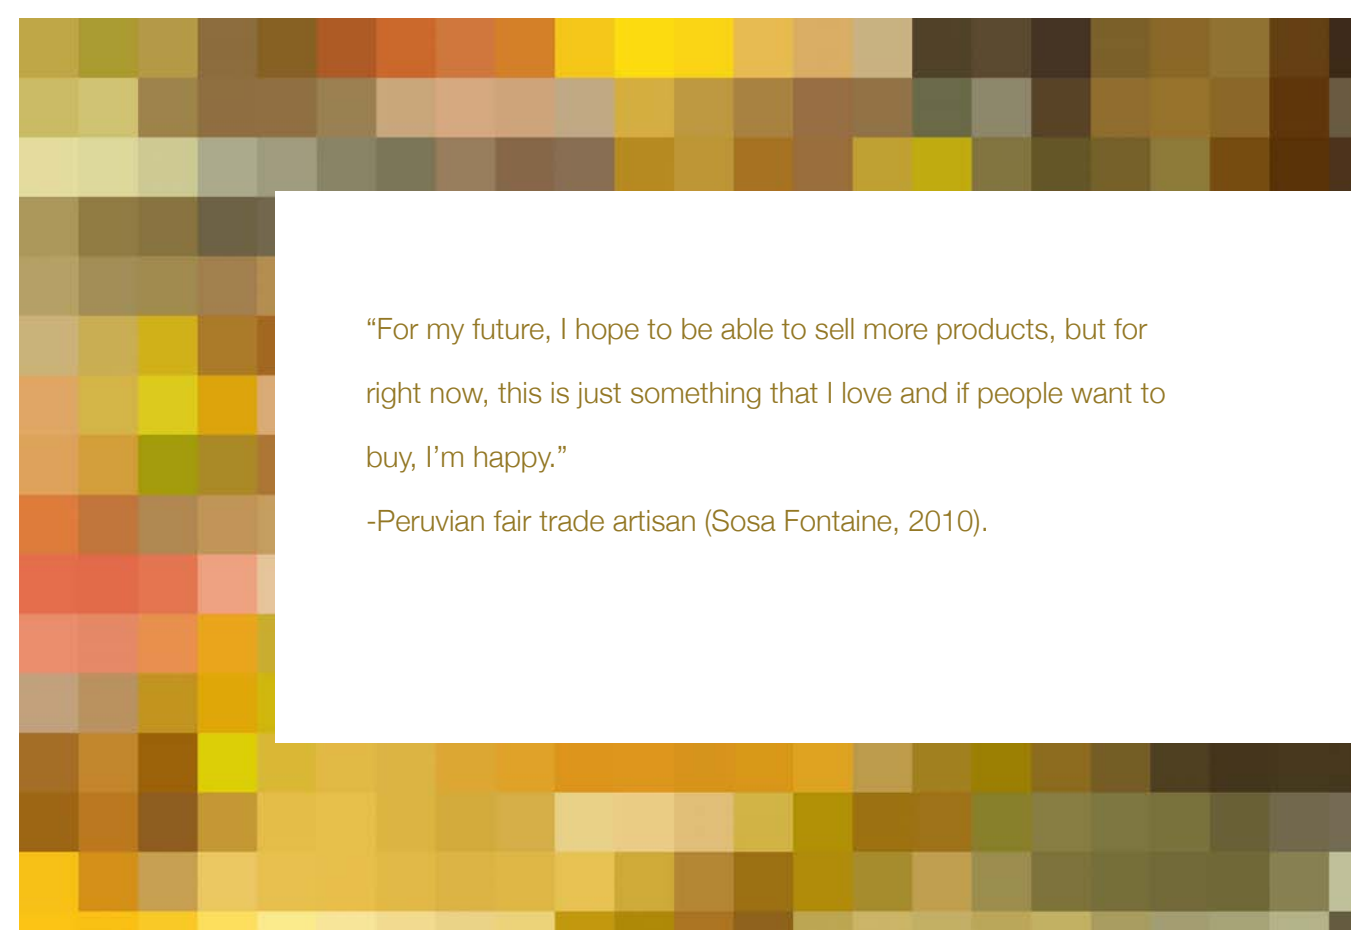 “For my future, I hope to be able to sell more products, but for
right now, this is just something that I love and if people want to
buy, I’m happy.”
-Peruvian fair trade artisan (Sosa Fontaine, 2010).